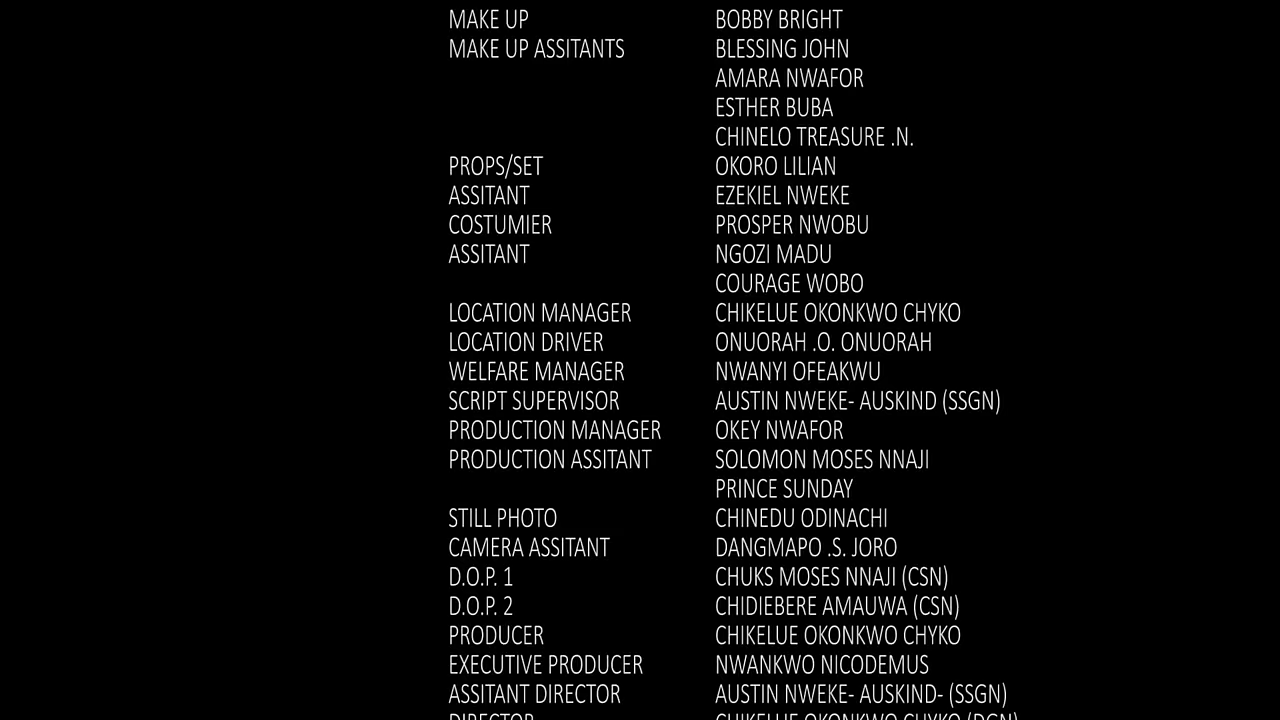 MAKE UP BOBBY BRIGHT
MAKE UP ASSITANTS BLESSING JOHN
AMARA NWAFOR
ESTHER BUBA
CHINELO TREASURE .N.
PROPS/SET OKORO LILIAN
ASSITANT EZEKIEL NWEKE
COSTUMIER PROSPER NWOBU
ASSITANT NGOZI MADU
COURAGE WOBO
LOCATION MANAGER CHIKELUE OKONKWO CHYKO
LOCATION DRIVER ONUORAH .O. ONUORAH
WELFARE MANAGER NWANYI OFEAKWU
SCRIPT SUPERVISOR AUSTIN NWEKE- AUSKIND (SSGN)
PRODUCTION MANAGER OKEY NWAFOR
PRODUCTION ASSITANT SOLOMON MOSES NNAJI
PRINCE SUNDAY
STILL PHOTO CHINEDU ODINACHI
CAMERA ASSITANT DANGMAPO .S. JORO
D.O.P. 1 CHUKS MOSES NNAJI (CSN)
D.O.P. 2 CHIDIEBERE AMAUWA (CSN)
PRODUCER CHIKELUE OKONKWO CHYKO
EXECUTIVE PRODUCER NWANKWO NICODEMUS
ASSITANT DIRECTOR AUSTIN NWEKE- AUSKIND- (SSGN)
DIRECTOR CHIKELUE OKONKWO CHYKO (DGN)